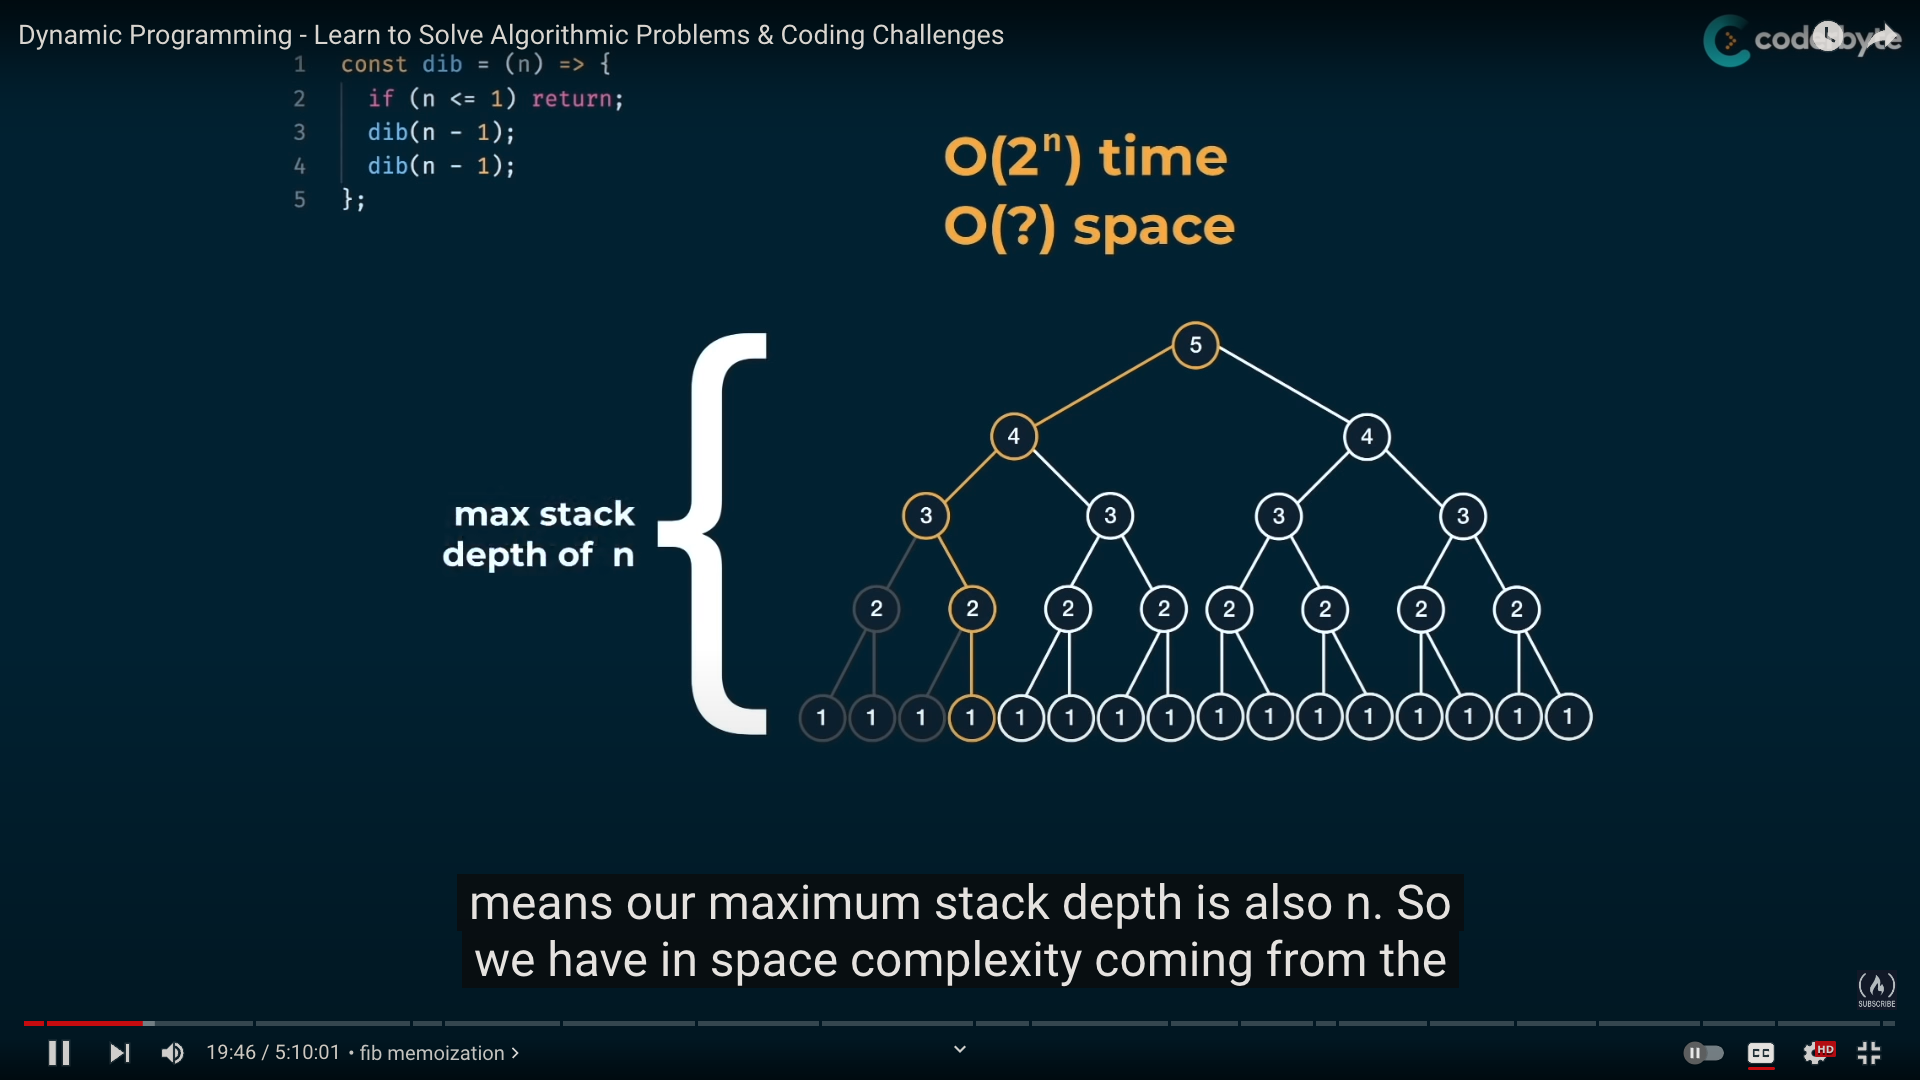 Dynamic Programming - Learn to Solve Algorithmic Problems & Coding Challenges
coderbyte
1 const dib = (n) => {
2 if (n <= 1) return;
3 dib(n - 1);
4 dib(n - 1);
5 };
O(2ⁿ) time
O(?) space
max stack
depth of n
5
4 4
3 3 3 3
2 2 2 2 2 2 2 2
1 1 1 1 1 1 1 1 1 1 1 1 1 1 1 1
means our maximum stack depth is also n. So
we have in space complexity coming from the
SUBSCRIBE
19:46 / 5:10:01 • fib memoization >
CC
HD